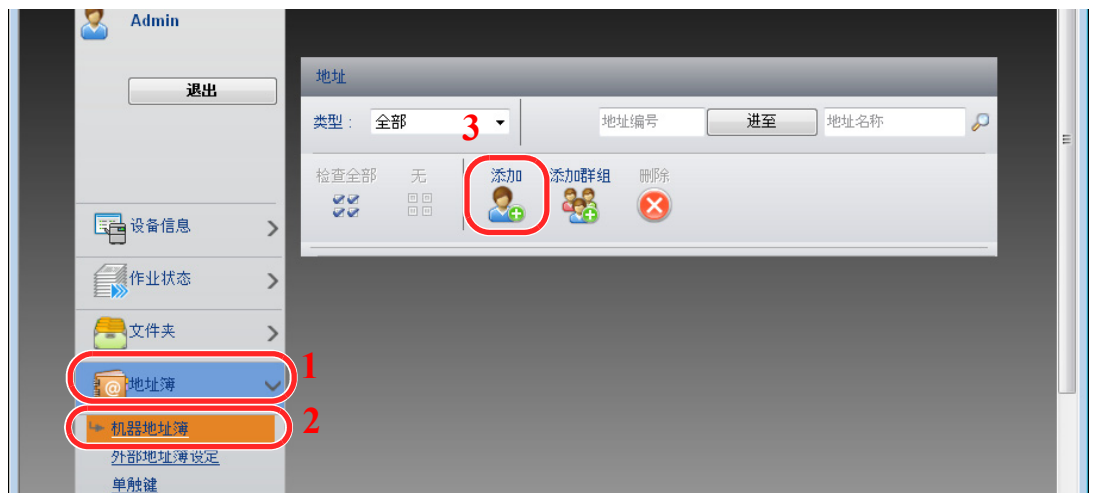 Admin
退出
设备信息
作业状态
文件夹
地址簿
1
机器地址簿
2
外部地址簿设定
单触键
地址
类型： 全部
3
地址编号 进至 地址名称
检查全部 无 添加 添加群组 删除